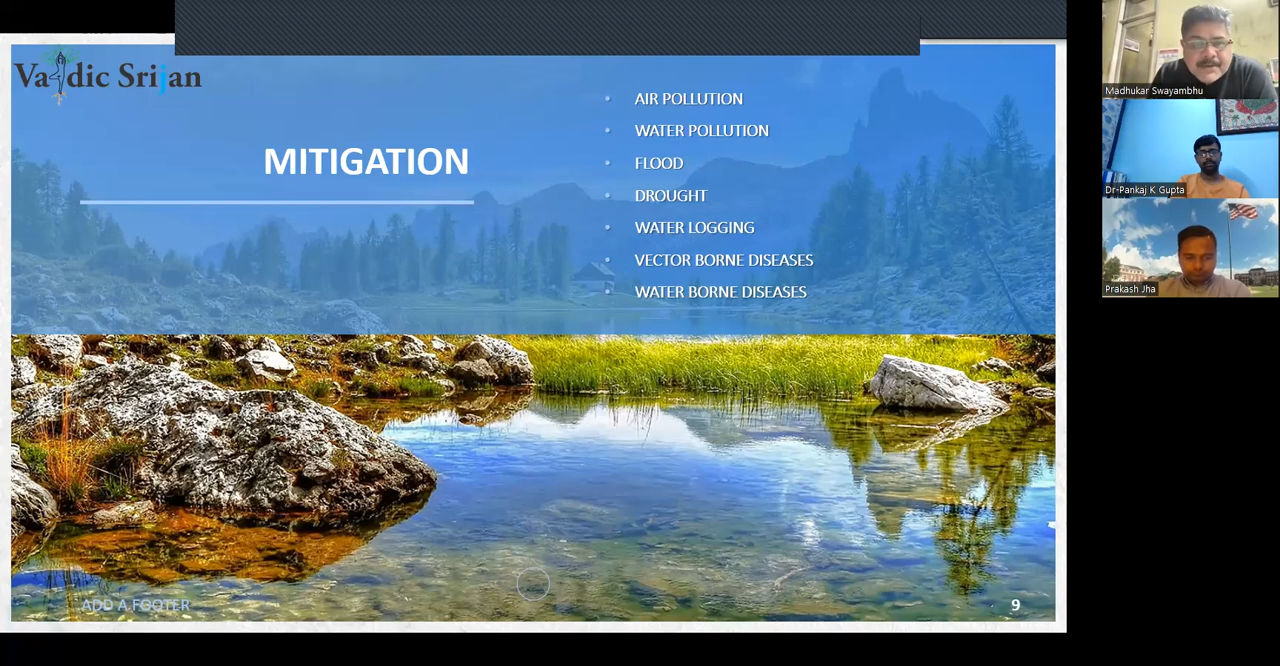 Vaidic Srijan
MITIGATION
AIR POLLUTION
WATER POLLUTION
FLOOD
DROUGHT
WATER LOGGING
VECTOR BORNE DISEASES
WATER BORNE DISEASES
ADD A FOOTER
9
Madhukar Swayambhu
Dr-Pankaj K Gupta
Prakash Jha